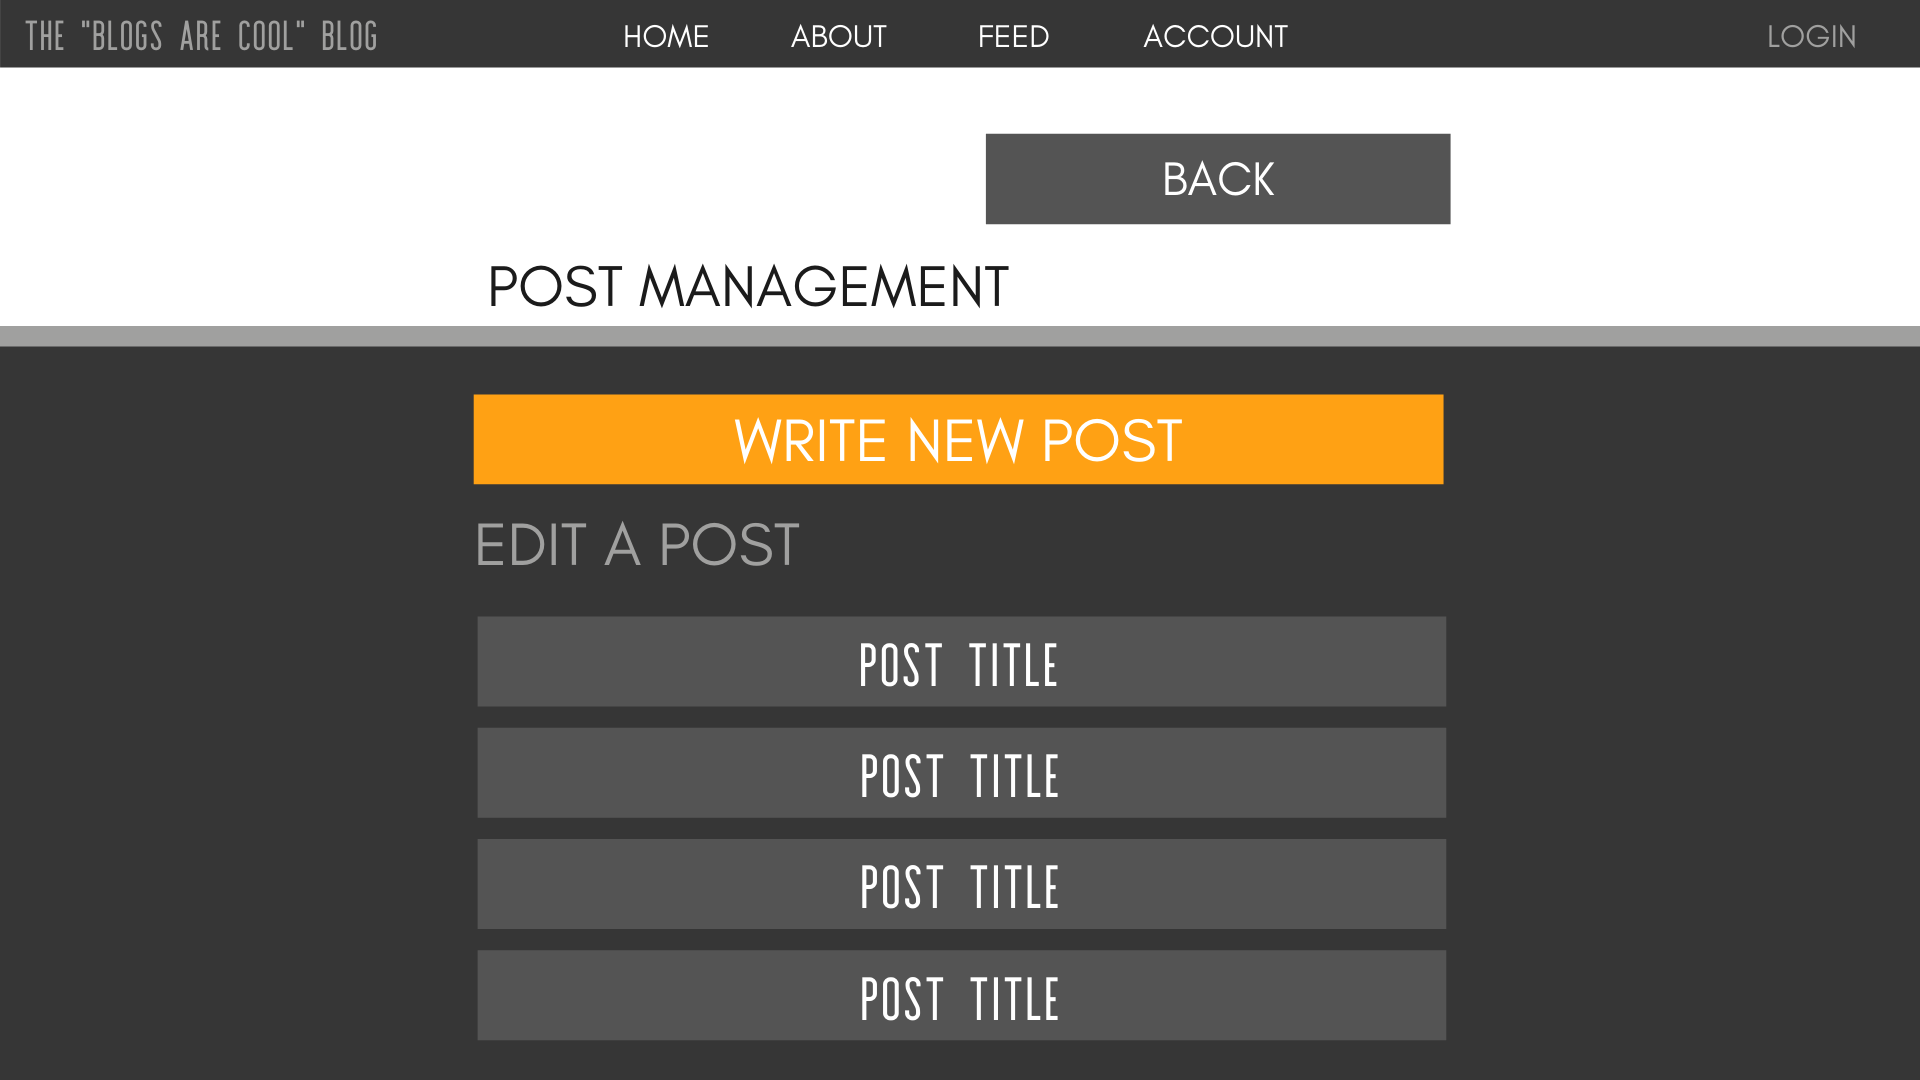 THE "BLOGS ARE COOL" BLOG
HOME
ABOUT
FEED
ACCOUNT
LOGIN
BACK
POST MANAGEMENT
WRITE NEW POST
EDIT A POST
POST TITLE
POST TITLE
POST TITLE
POST TITLE